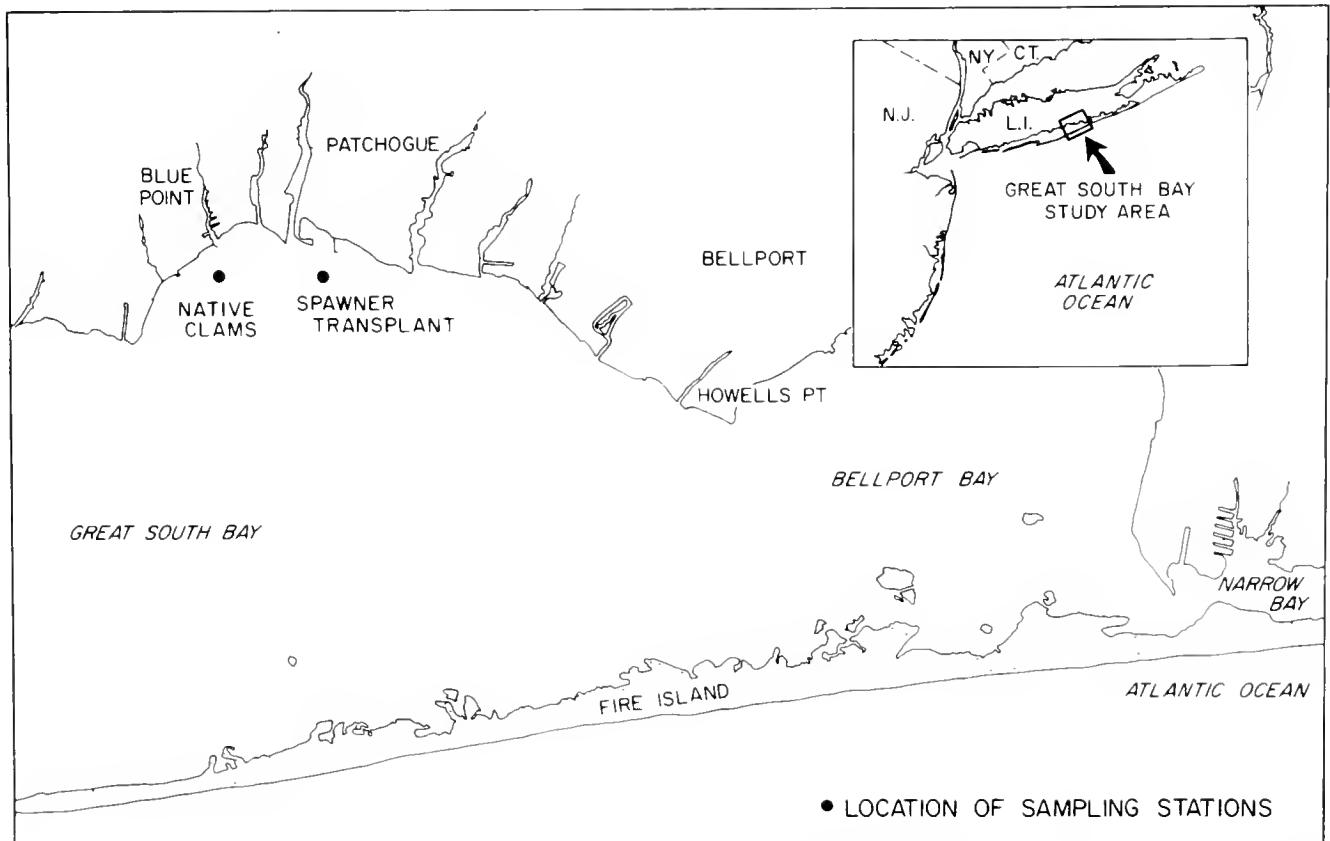 NY
CT.
N.J.
L.I.
GREAT SOUTH BAY
STUDY AREA
ATLANTIC
OCEAN
PATCHOGUE
BLUE
POINT
BELLPORT
NATIVE
CLAMS
SPAWNER
TRANSPLANT
HOWELLS PT
BELLPORT BAY
GREAT SOUTH BAY
NARROW
BAY
FIRE ISLAND
ATLANTIC OCEAN
● LOCATION OF SAMPLING STATIONS